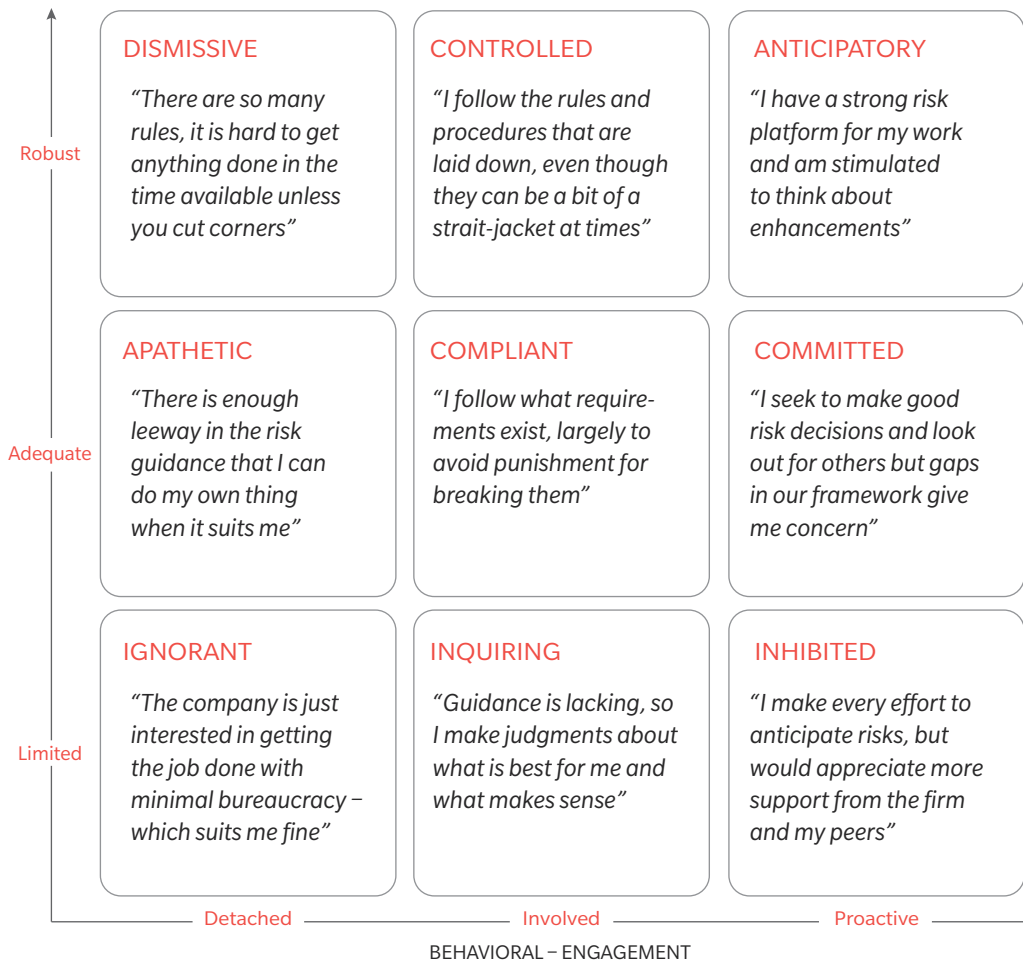 DISMISSIVE
“There are so many
rules, it is hard to get
anything done in the
time available unless
you cut corners”
CONTROLLED
“I follow the rules and
procedures that are
laid down, even though
they can be a bit of a
strait-jacket at times”
ANTICIPATORY
“I have a strong risk
platform for my work
and am stimulated
to think about
enhancements”
Robust
APATHETIC
“There is enough
leeway in the risk
guidance that I can
do my own thing
when it suits me”
COMPLIANT
“I follow what require-
ments exist, largely to
avoid punishment for
breaking them”
COMMITTED
“I seek to make good
risk decisions and look
out for others but gaps
in our framework give
me concern”
Adequate
IGNORANT
“The company is just
interested in getting
the job done with
minimal bureaucracy –
which suits me fine”
INQUIRING
“Guidance is lacking, so
I make judgments about
what is best for me and
what makes sense”
INHIBITED
“I make every effort to
anticipate risks, but
would appreciate more
support from the firm
and my peers”
Limited
Detached
Involved
Proactive
BEHAVIORAL – ENGAGEMENT